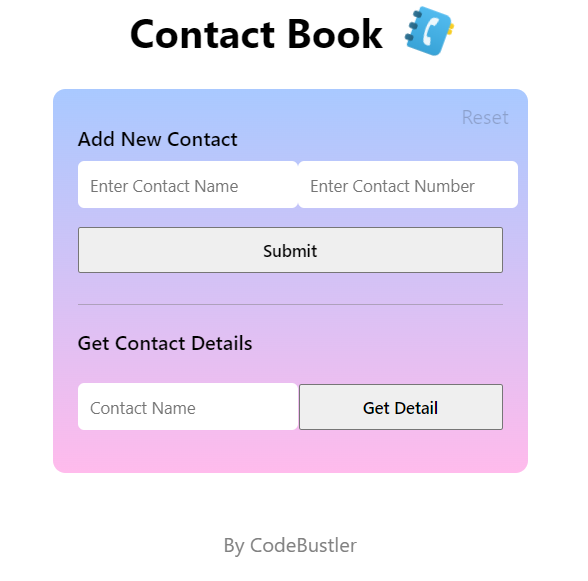 Contact Book
Reset
Add New Contact
Enter Contact Name Enter Contact Number
Submit
Get Contact Details
Contact Name Get Detail
By CodeBustler